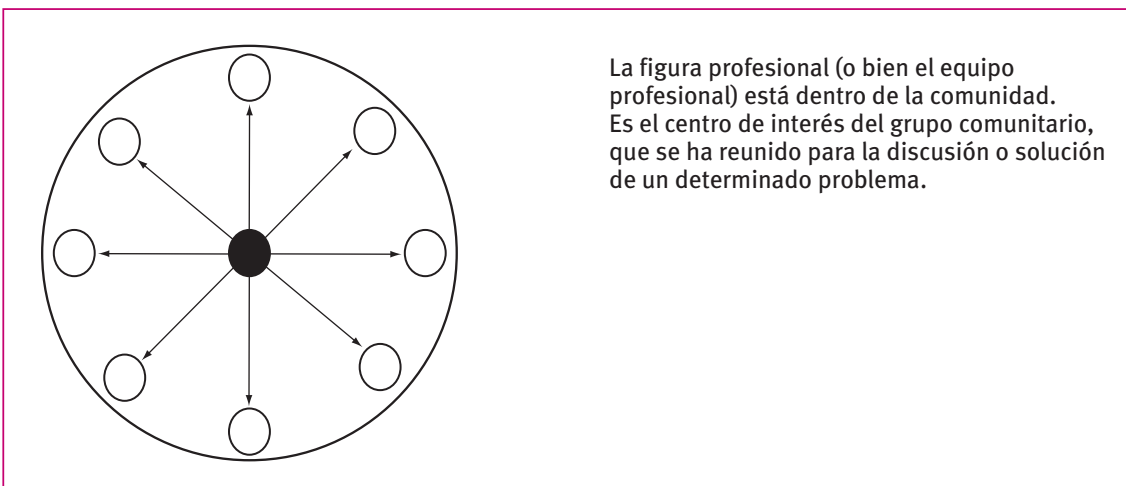 La figura profesional (o bien el equipo
profesional) está dentro de la comunidad.
Es el centro de interés del grupo comunitario,
que se ha reunido para la discusión o solución
de un determinado problema.